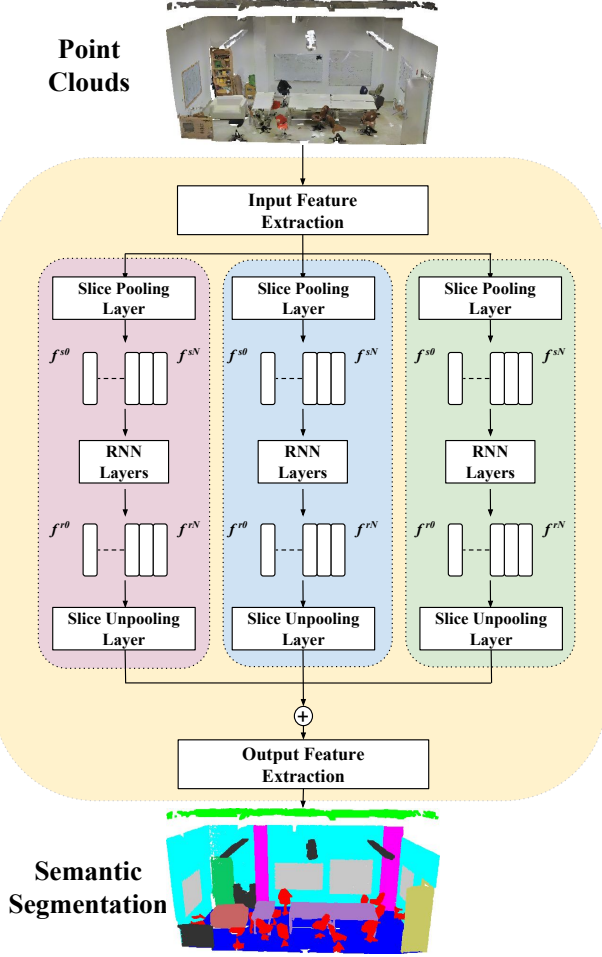 Point
Clouds
Input Feature
Extraction
Slice Pooling
Layer
Slice Pooling
Layer
Slice Pooling
Layer
f^{s0} f^{sN}
f^{s0} f^{sN}
f^{s0} f^{sN}
RNN
Layers
RNN
Layers
RNN
Layers
f^{r0} f^{rN}
f^{r0} f^{rN}
f^{r0} f^{rN}
Slice Unpooling
Layer
Slice Unpooling
Layer
Slice Unpooling
Layer
+
Output Feature
Extraction
Semantic
Segmentation